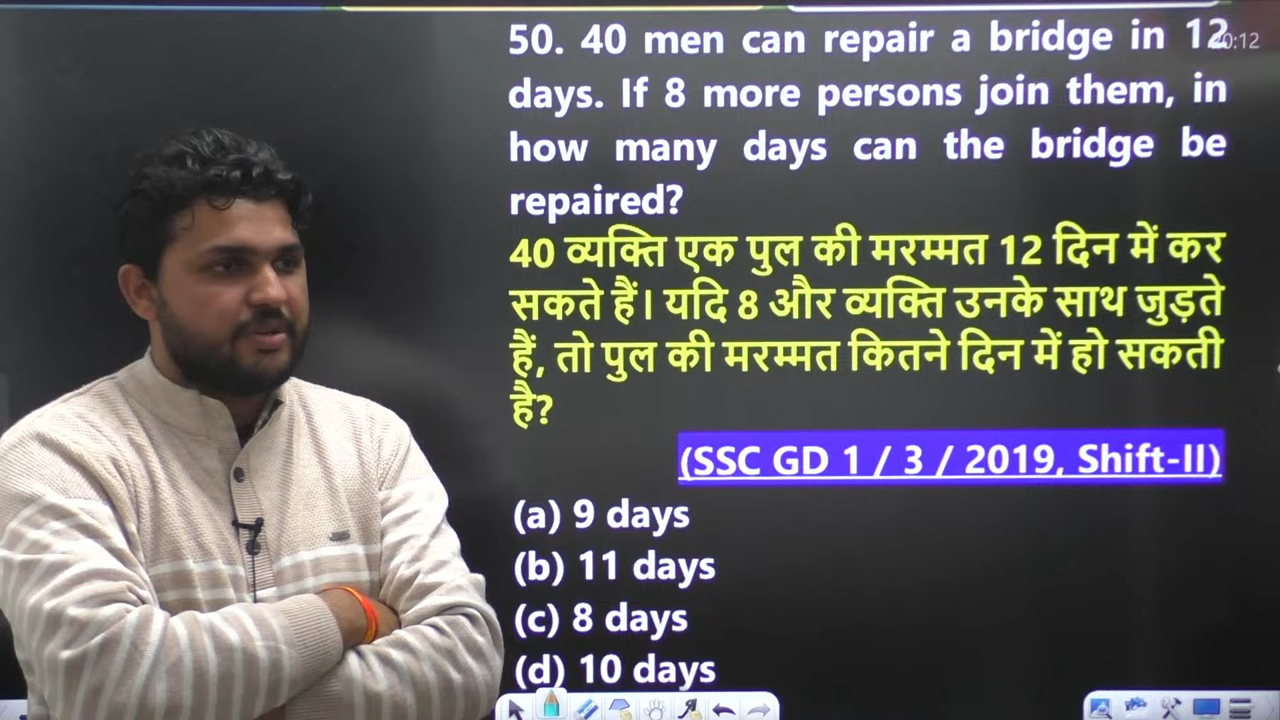 50. 40 men can repair a bridge in 12
days. If 8 more persons join them, in
how many days can the bridge be
repaired?
40 व्यक्ति एक पुल की मरम्मत 12 दिन में कर
सकते हैं। यदि 8 और व्यक्ति उनके साथ जुड़ते
हैं, तो पुल की मरम्मत कितने दिन में हो सकती
है?
(SSC GD 1 / 3 / 2019, Shift-II)
(a) 9 days
(b) 11 days
(c) 8 days
(d) 10 days